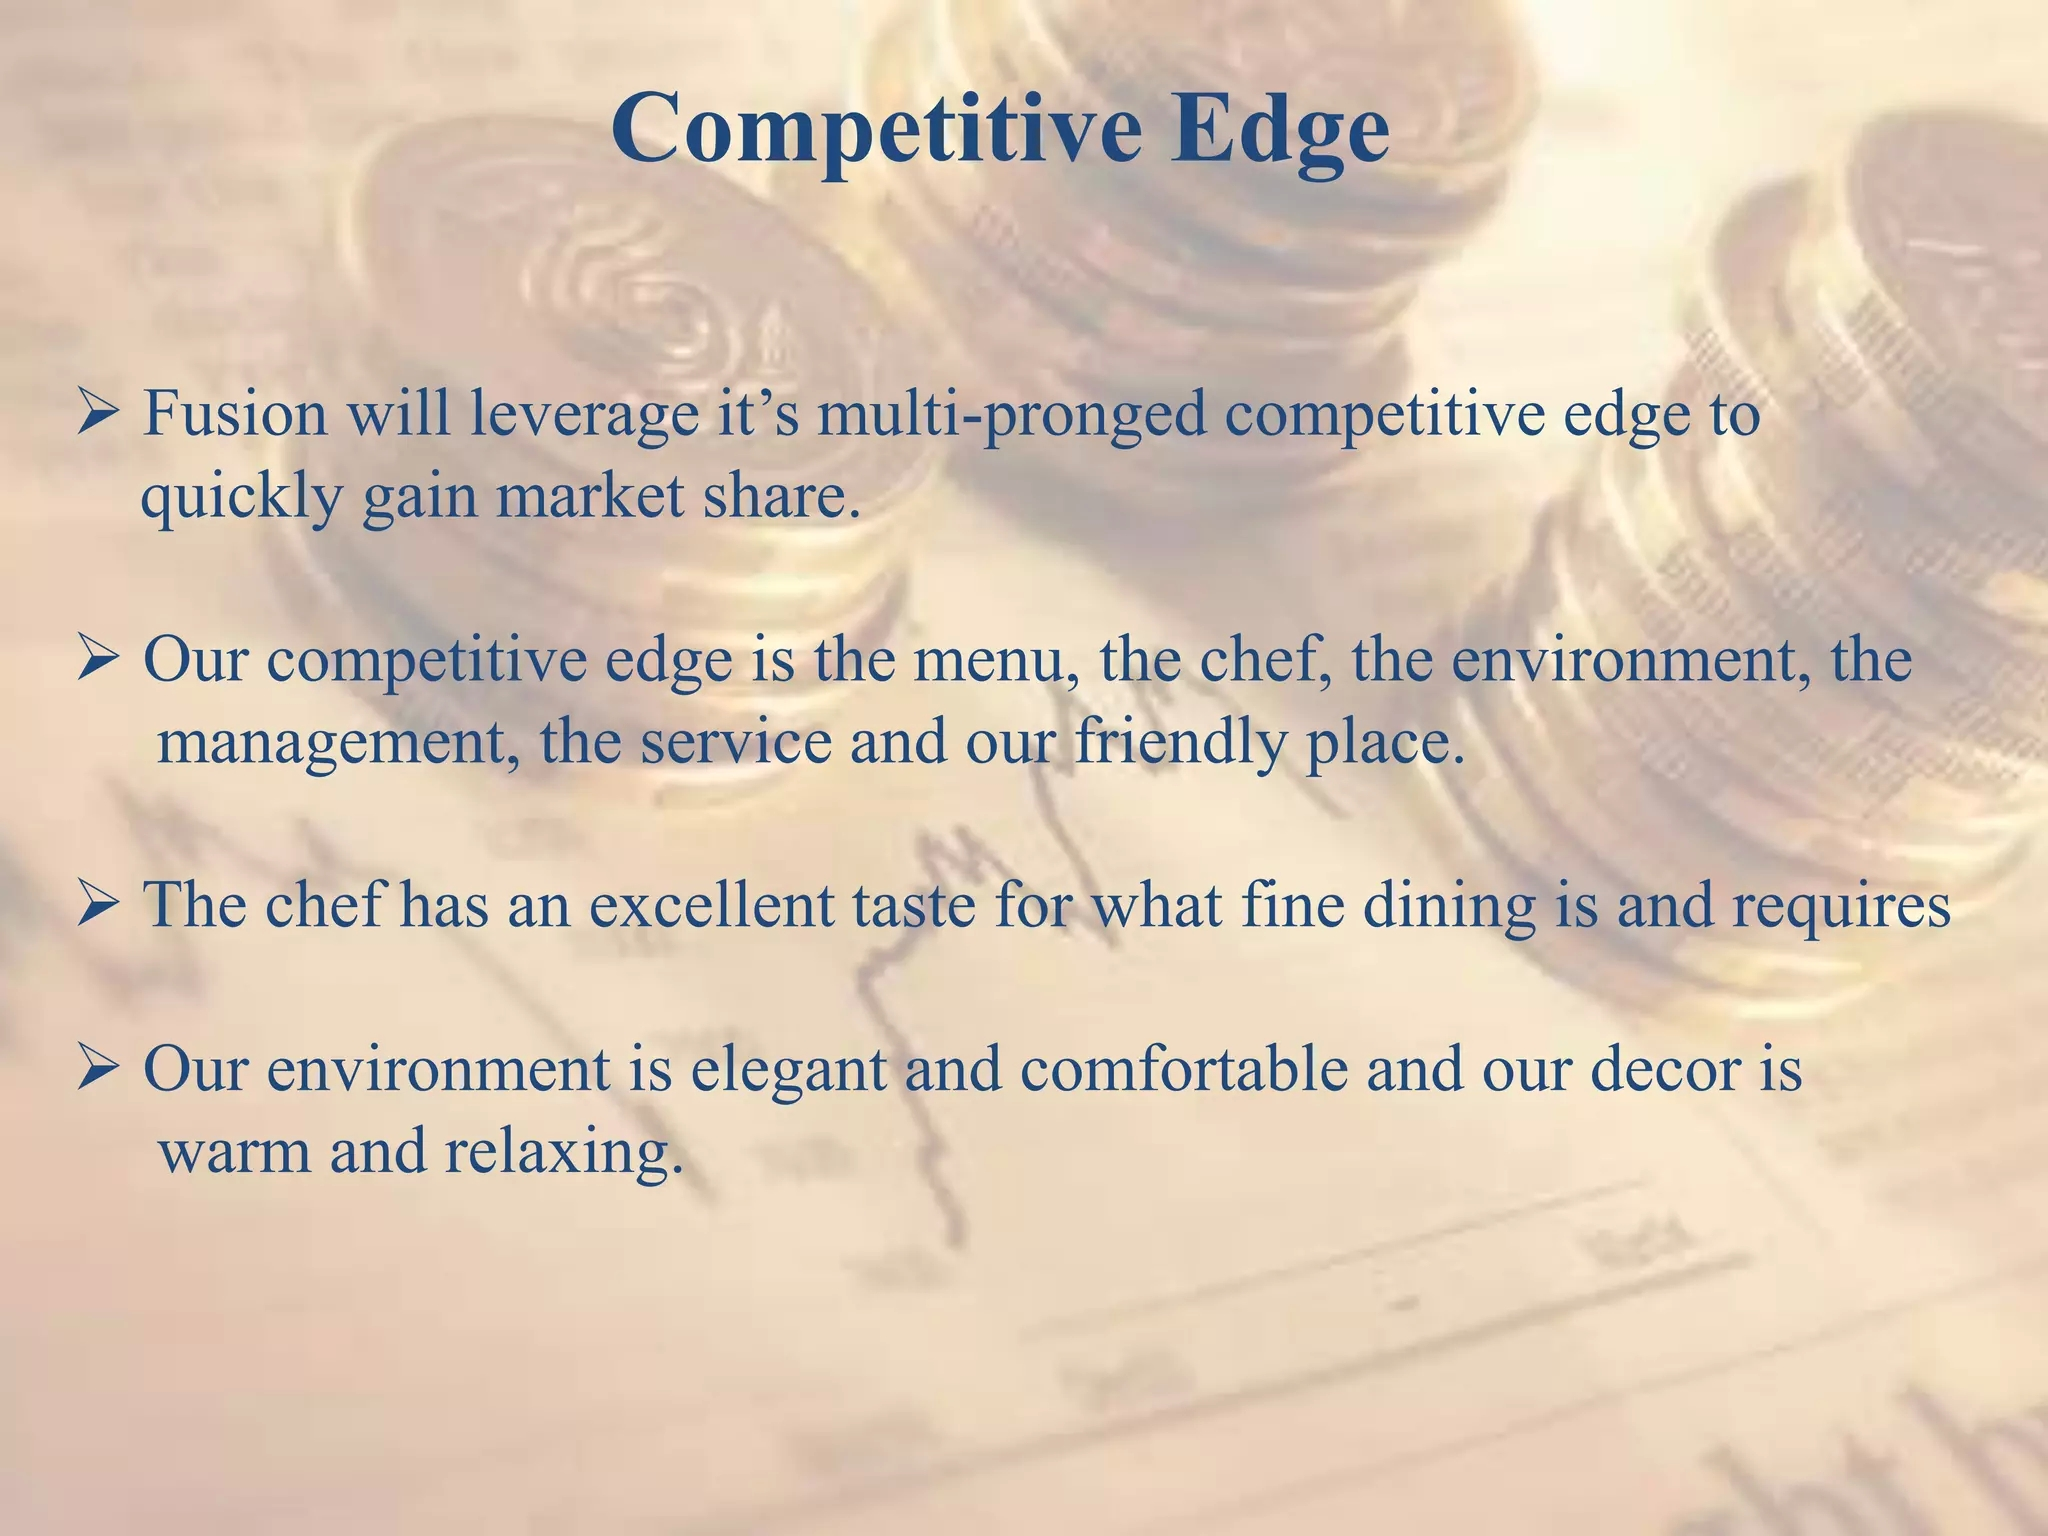 Competitive Edge
➢ Fusion will leverage it’s multi-pronged competitive edge to
quickly gain market share.
➢ Our competitive edge is the menu, the chef, the environment, the
management, the service and our friendly place.
➢ The chef has an excellent taste for what fine dining is and requires
➢ Our environment is elegant and comfortable and our decor is
warm and relaxing.